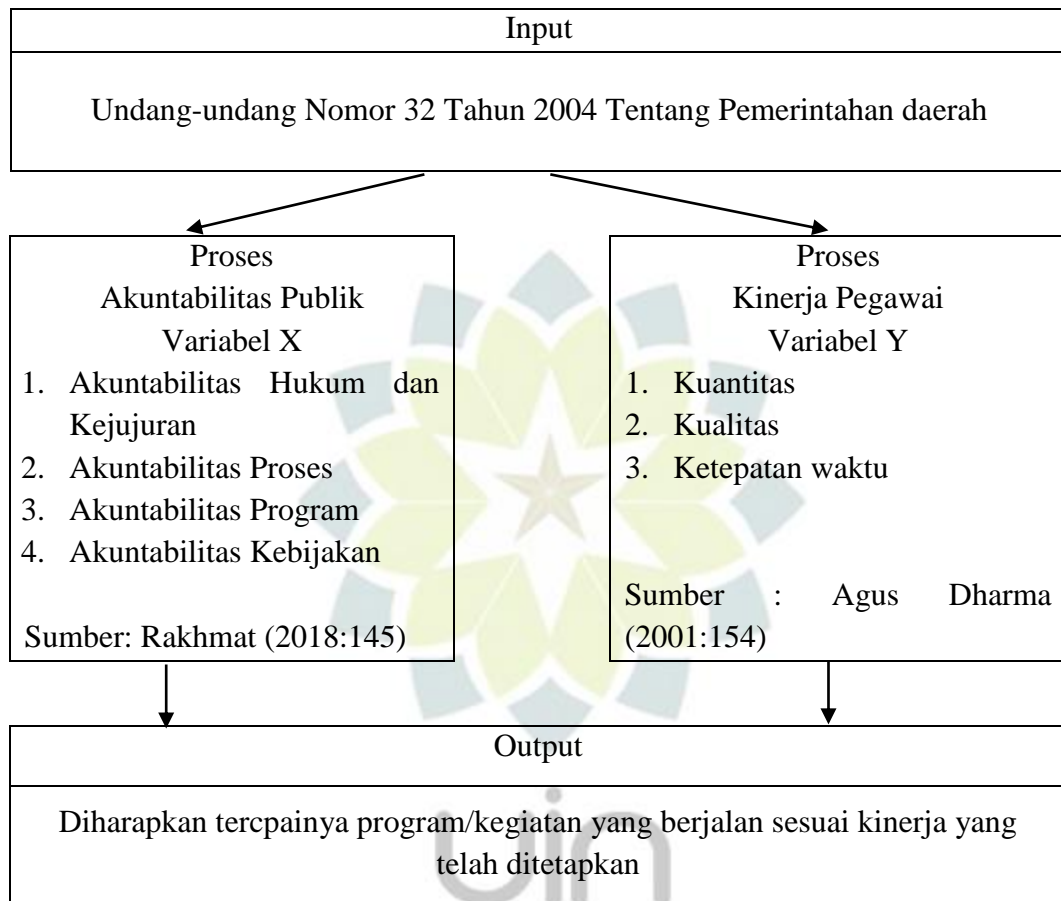 Input
Undang-undang Nomor 32 Tahun 2004 Tentang Pemerintahan daerah
Proses
Akuntabilitas Publik
Variabel X
1. Akuntabilitas Hukum dan
Kejujuran
2. Akuntabilitas Proses
3. Akuntabilitas Program
4. Akuntabilitas Kebijakan
Sumber: Rakhmat (2018:145)
Proses
Kinerja Pegawai
Variabel Y
1. Kuantitas
2. Kualitas
3. Ketepatan waktu
Sumber : Agus Dharma
(2001:154)
Output
Diharapkan tercpainya program/kegiatan yang berjalan sesuai kinerja yang
telah ditetapkan
uin